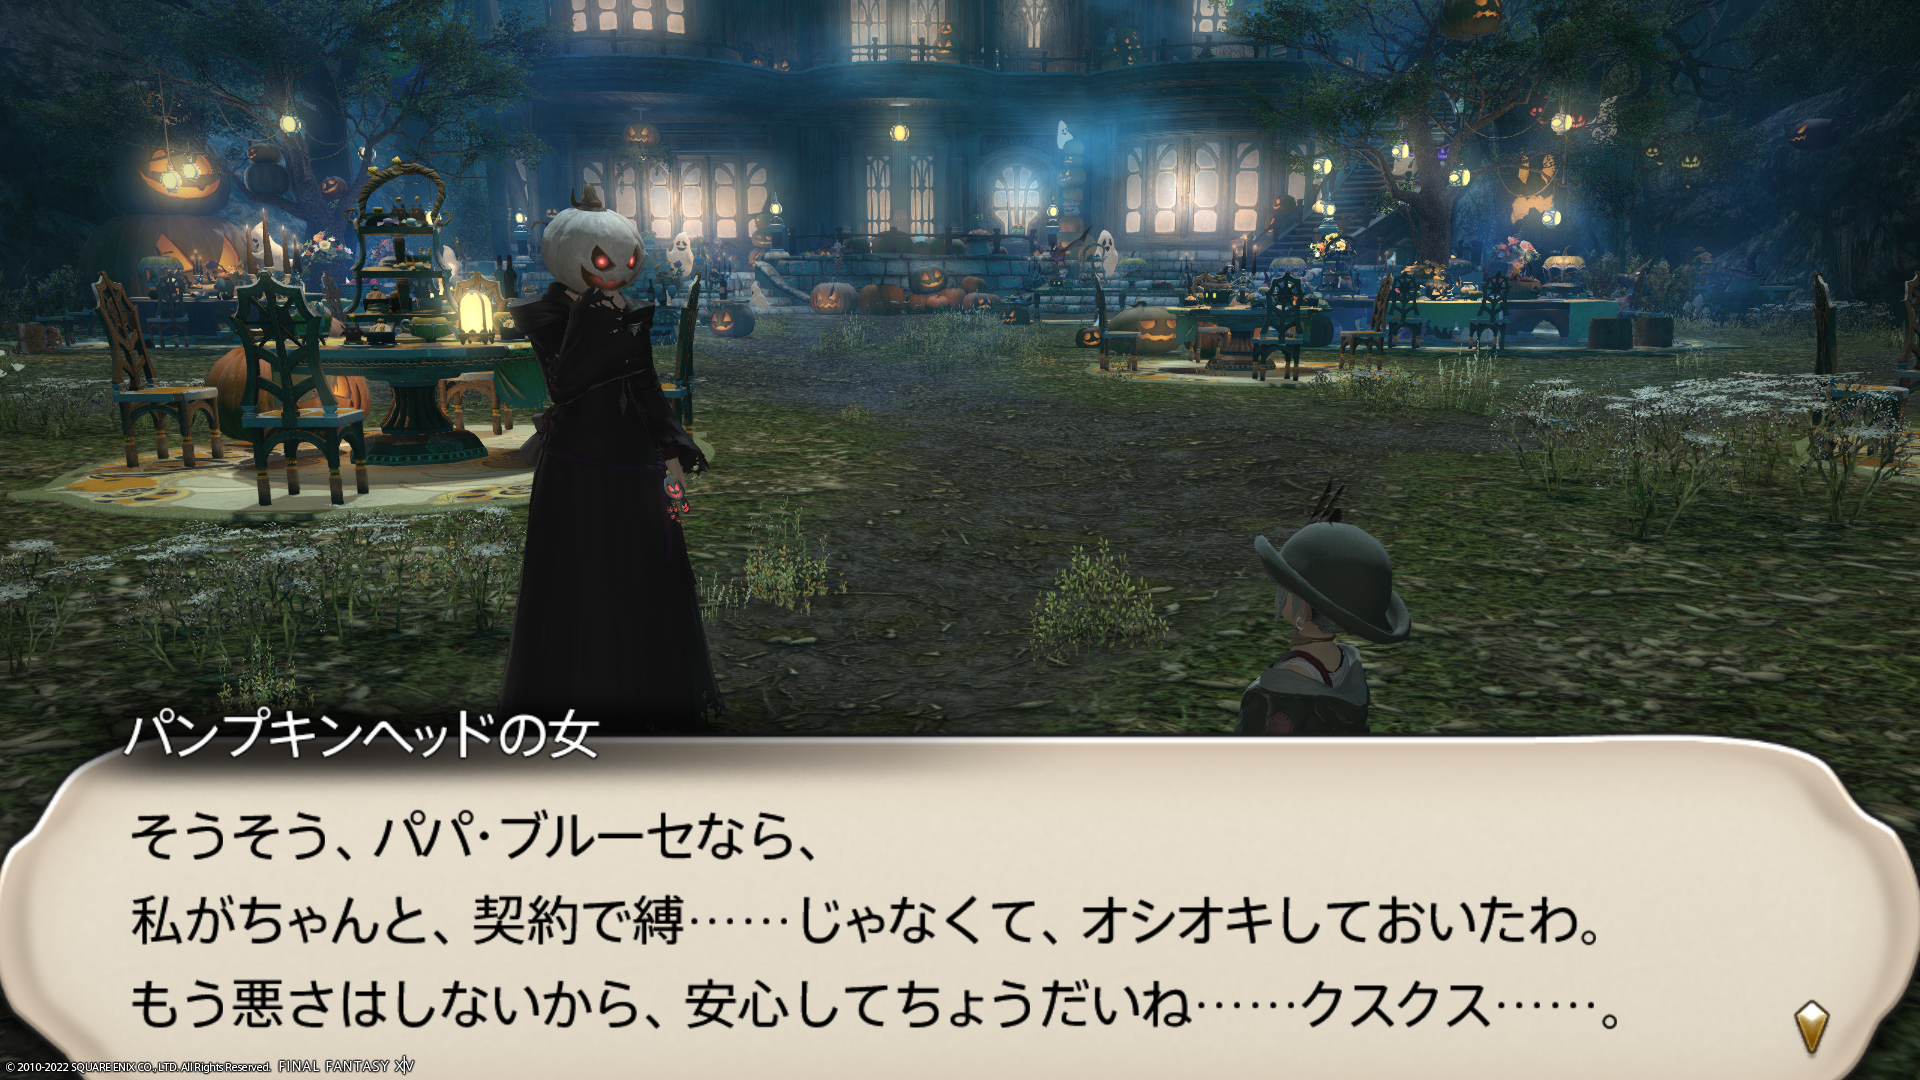 パンプキンヘッドの女
そうそう、パパ・ブルーセなら、
私がちゃんと、契約で縛……じゃなくて、オシオキしておいたわ。
もう悪さはしないから、安心してちょうだいね……クスクス……。
© 2010-2022 SQUARE ENIX CO., LTD. All Rights Reserved. FINAL FANTASY XIV